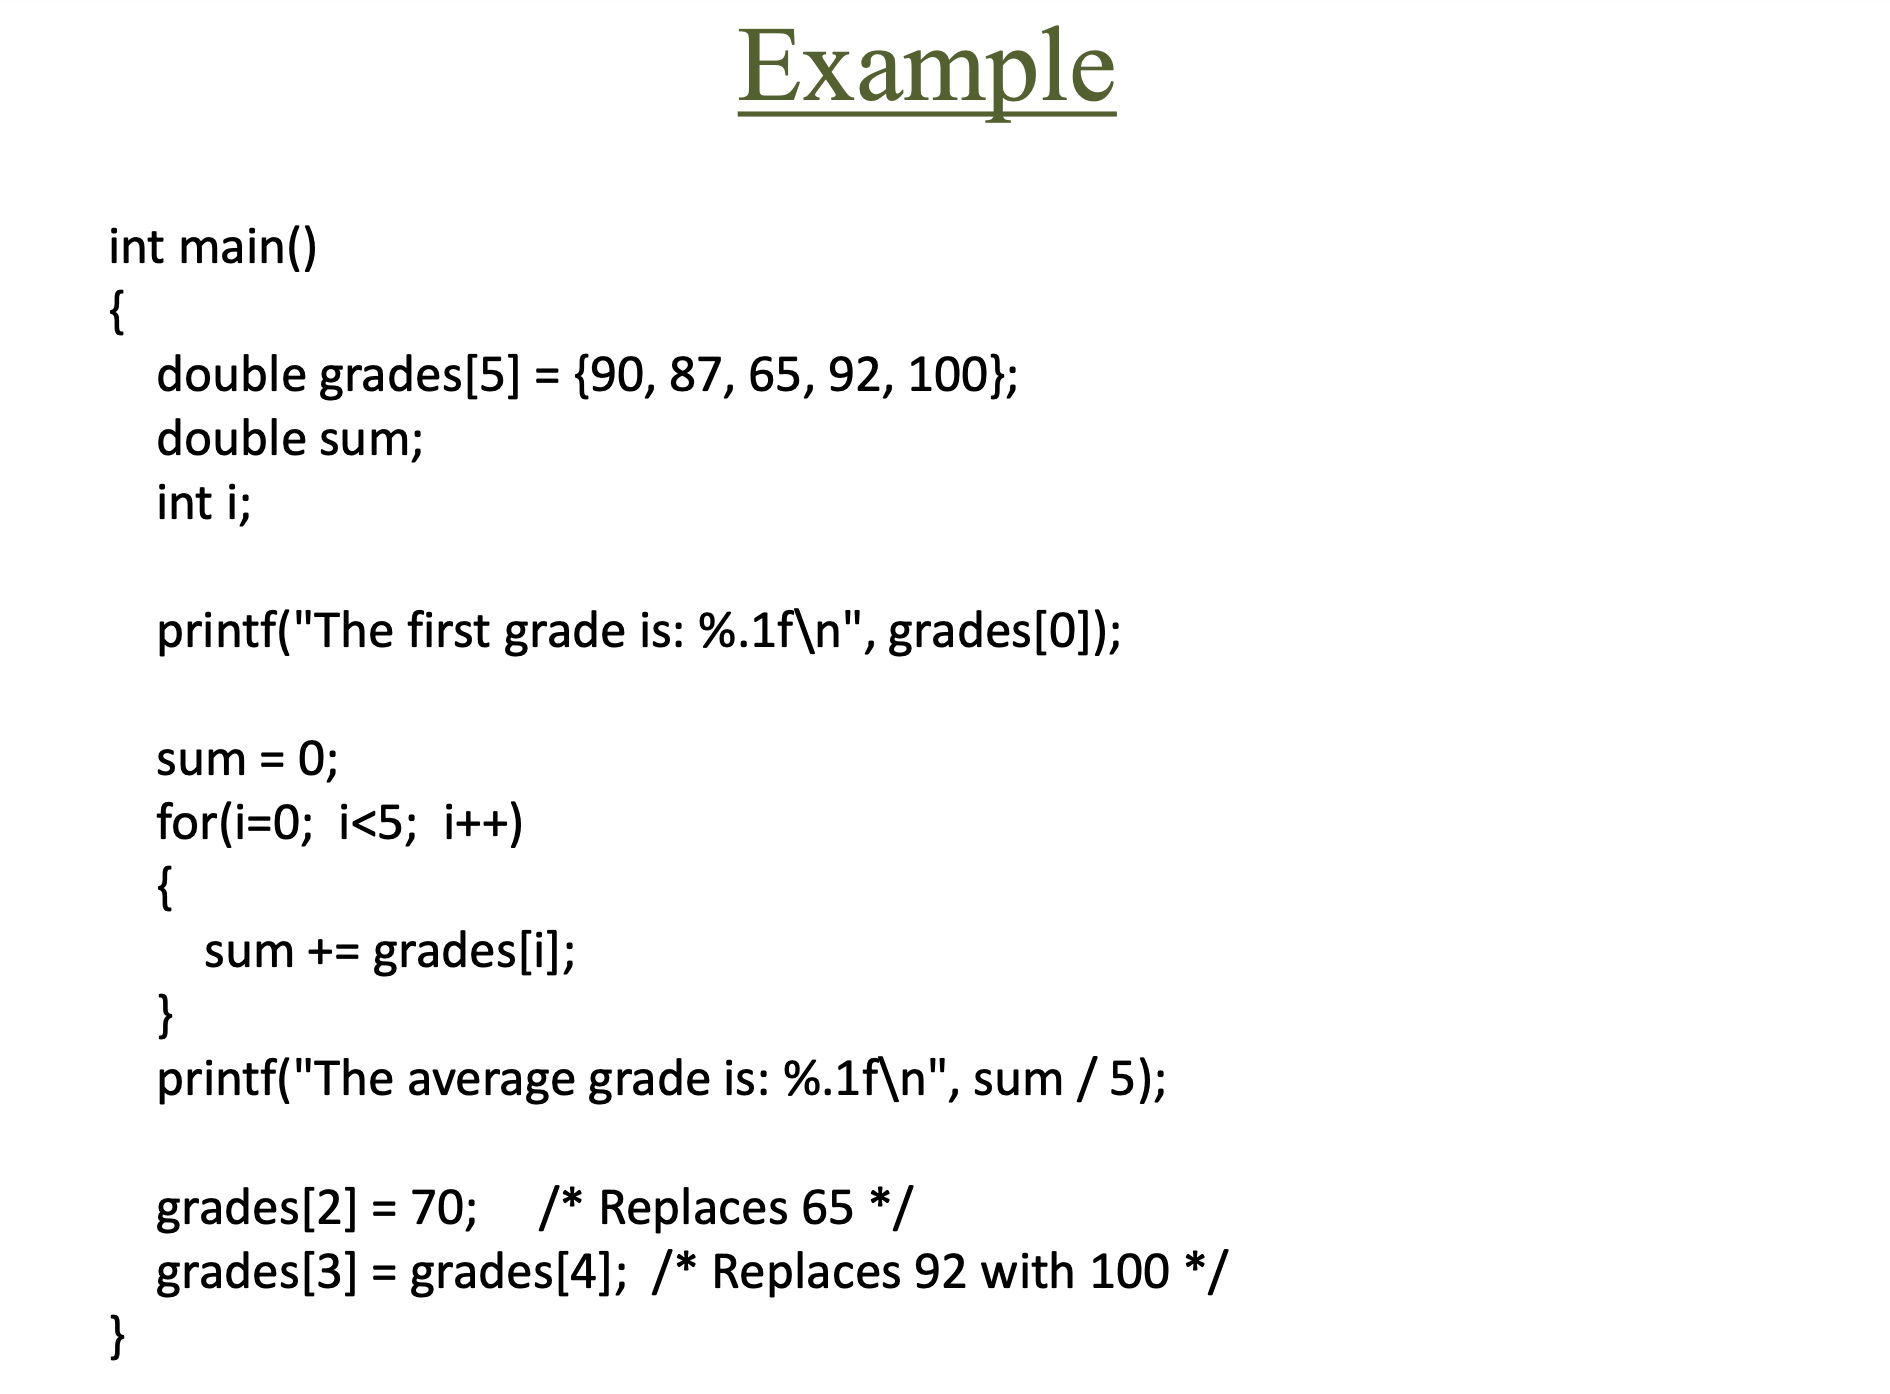 Example
int main()
{
double grades[5] = {90, 87, 65, 92, 100};
double sum;
int i;
printf("The first grade is: %.1f\n", grades[0]);
sum = 0;
for(i=0;  i<5;  i++)
{
sum += grades[i];
}
printf("The average grade is: %.1f\n", sum / 5);
grades[2] = 70;    /* Replaces 65 */
grades[3] = grades[4];  /* Replaces 92 with 100 */
}